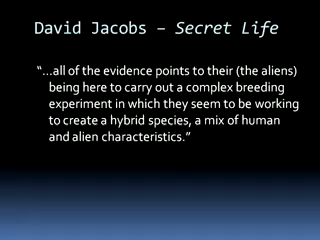 David Jacobs – Secret Life
“…all of the evidence points to their (the aliens)
being here to carry out a complex breeding
experiment in which they seem to be working
to create a hybrid species, a mix of human
and alien characteristics.”